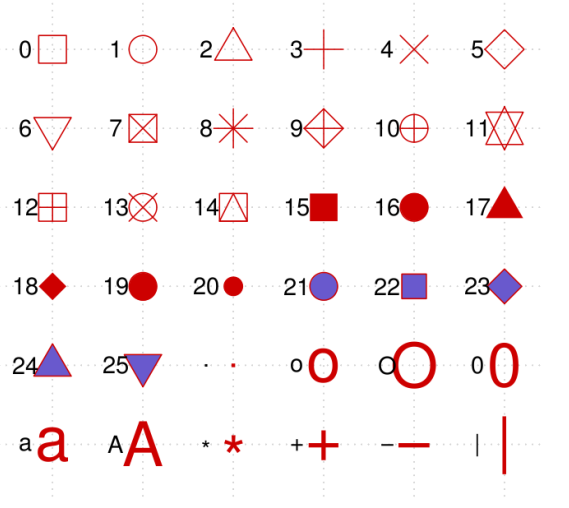 0 1 2 3 4 5
6 7 8 9 10 11
12 13 14 15 16 17
18 19 20 21 22 23
24 25 . . o o O O 0 0
a a A A * * + + - - | |